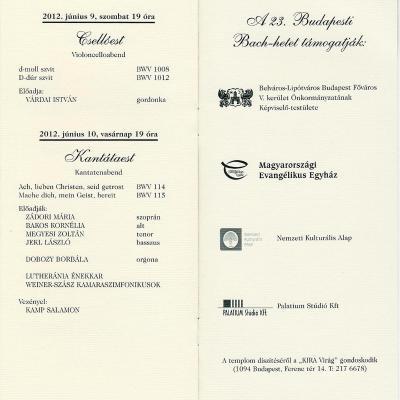 2012. június 9, szombat 19 óra
Csellóest
Violoncelloabend
d-moll szvit BWV 1008
D-dúr szvit BWV 1012
Előadja:
VÁRDAI ISTVÁN gordonka
2012. június 10, vasárnap 19 óra
Kantátaest
Kantatenabend
Ach, lieben Christen, seid getrost BWV 114
Mache dich, mein Geist, bereit BWV 115
Előadják:
ZÁDORI MÁRIA szoprán
BAKOS KORNÉLIA alt
MEGYESI ZOLTÁN tenor
JEKL LÁSZLÓ basszus
DOBOZY BORBÁLA orgona
LUTHERÁNIA ÉNEKKAR
WEINER-SZÁSZ KAMARASZIMFONIKUSOK
Vezényel:
KAMP SALAMON
A 23. Budapesti
Bach-hetet támogatják:
Belváros-Lipótváros Budapest Főváros
V. kerület Önkormányzatának
Képviselő-testülete
Magyarországi
Evangélikus Egyház
Nemzeti
Kulturális
Alap
Nemzeti Kulturális Alap
PALATIUM Stúdió Kft
Palatium Stúdió Kft
A templom díszítéséről a „KIRA Virág" gondoskodik
(1094 Budapest, Ferenc tér 14. T: 217 6678)